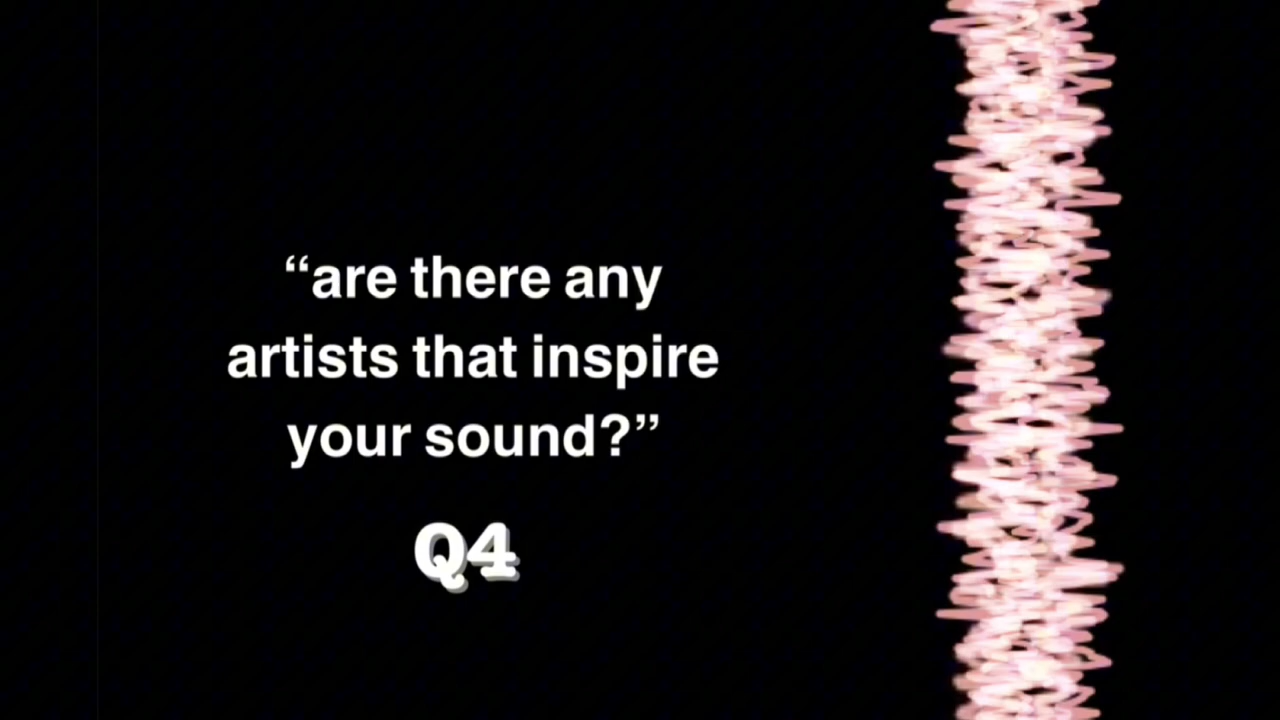 “are there any
artists that inspire
your sound?”
Q4